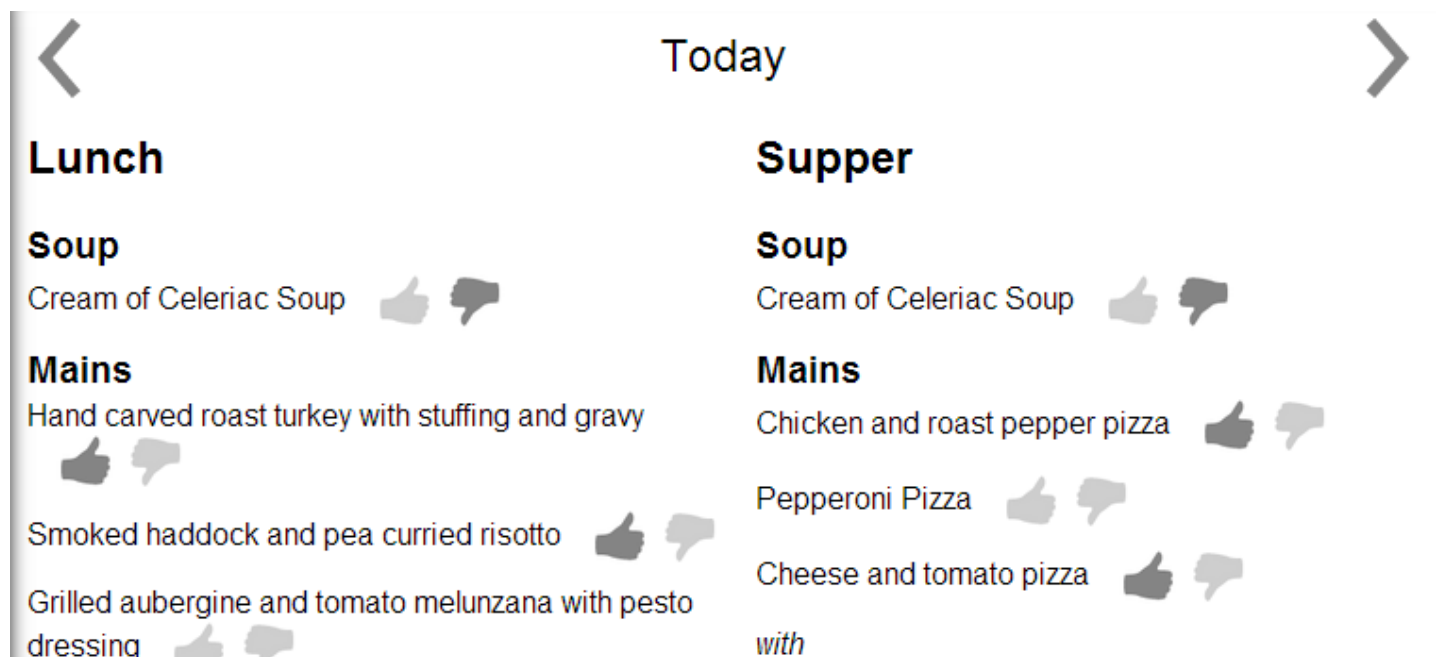 Today
Lunch
Soup
Cream of Celeriac Soup
Mains
Hand carved roast turkey with stuffing and gravy
Smoked haddock and pea curried risotto
Grilled aubergine and tomato melunzana with pesto
dressing
Supper
Soup
Cream of Celeriac Soup
Mains
Chicken and roast pepper pizza
Pepperoni Pizza
Cheese and tomato pizza
with